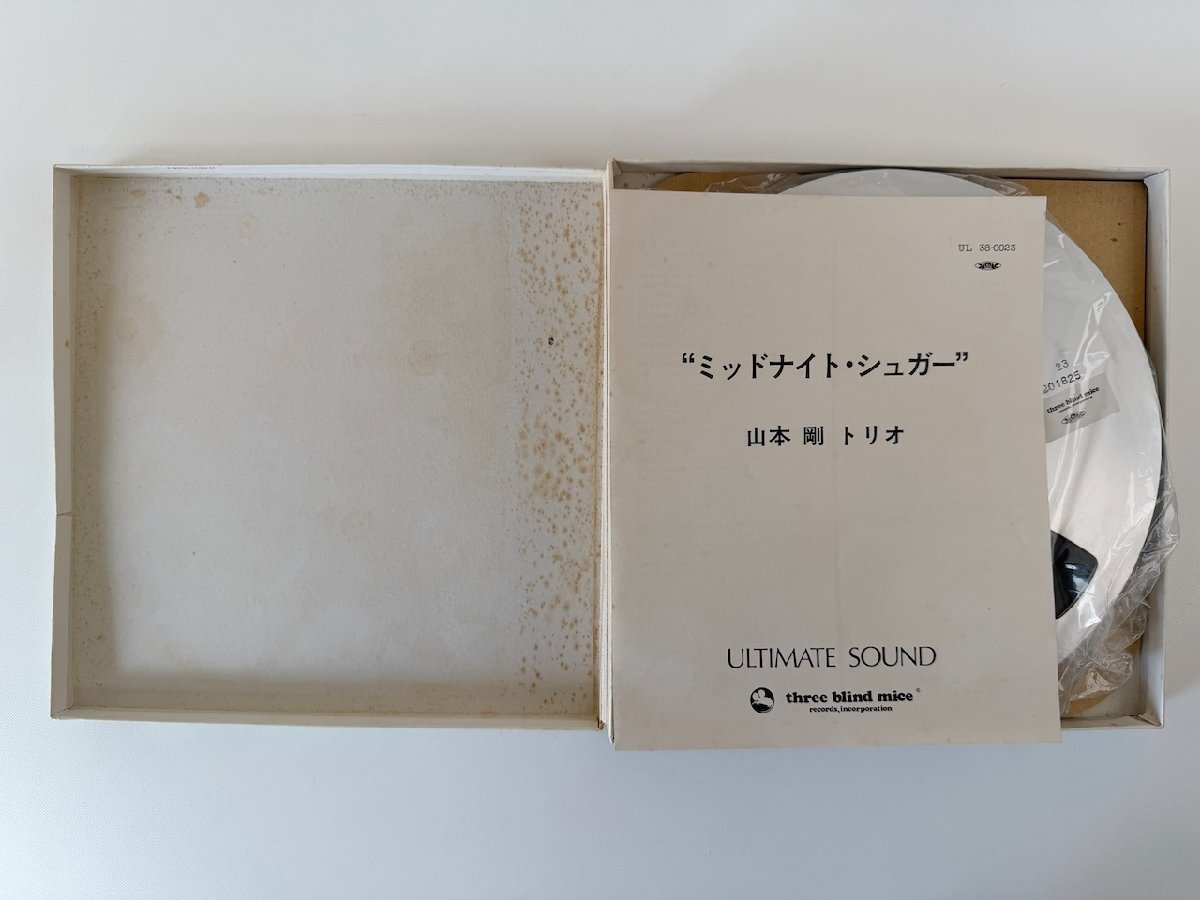 UL 38-0023
“ミッドナイト・シュガー”
山本 剛 トリオ
ULTIMATE SOUND
three blind mice®
records, incorporation
23
201825
three blind mice